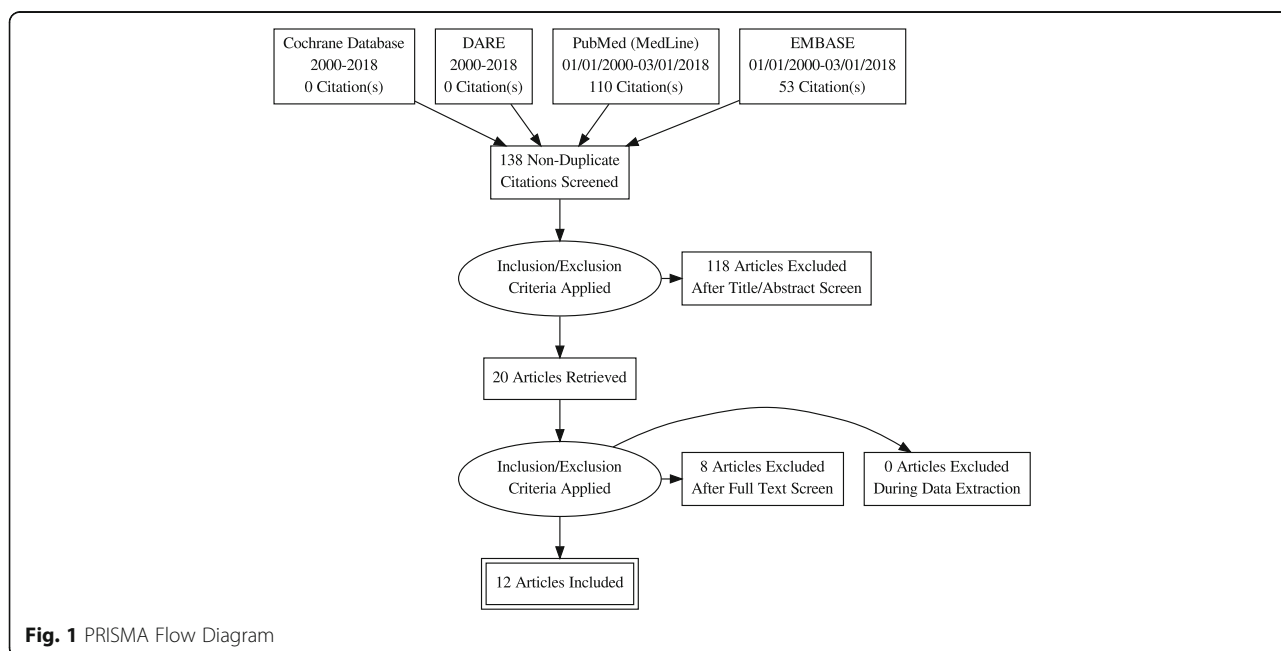 Cochrane Database
2000-2018
0 Citation(s)
DARE
2000-2018
0 Citation(s)
PubMed (MedLine)
01/01/2000-03/01/2018
110 Citation(s)
EMBASE
01/01/2000-03/01/2018
53 Citation(s)
138 Non-Duplicate
Citations Screened
Inclusion/Exclusion
Criteria Applied
118 Articles Excluded
After Title/Abstract Screen
20 Articles Retrieved
Inclusion/Exclusion
Criteria Applied
8 Articles Excluded
After Full Text Screen
0 Articles Excluded
During Data Extraction
12 Articles Included
Fig. 1 PRISMA Flow Diagram